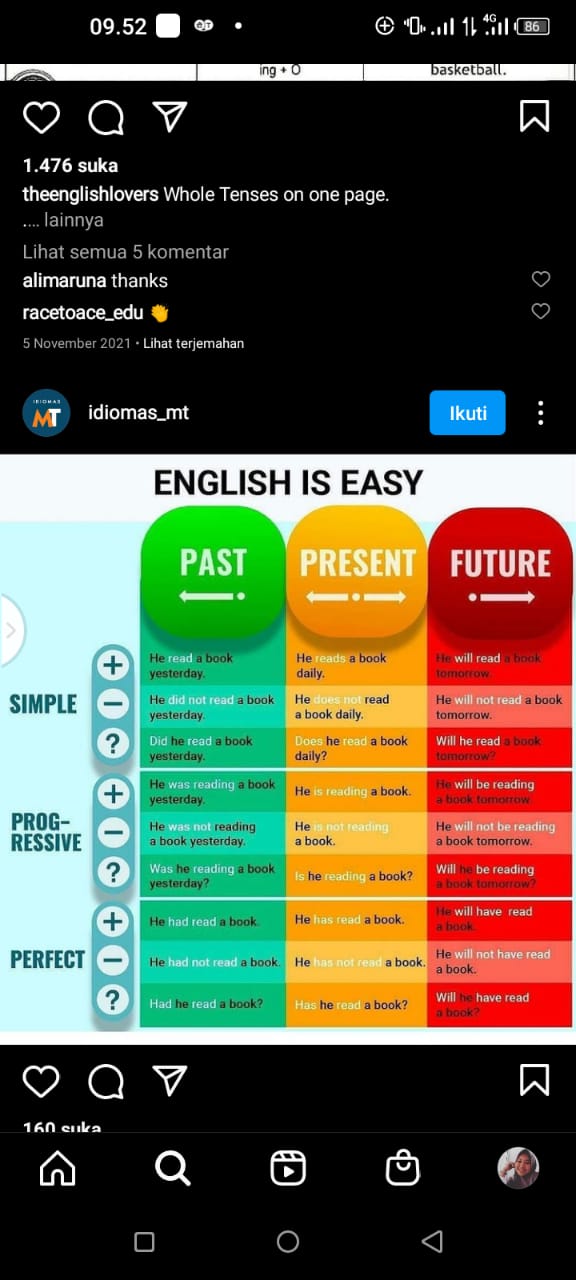 09.52
4G
86
ing + O
basketball.
1.476 suka
theenglishlovers Whole Tenses on one page.
.... lainnya
Lihat semua 5 komentar
alimaruna thanks
racetoace_edu 👏
5 November 2021 • Lihat terjemahan
IDIOMAS
MT
idiomas_mt
Ikuti
ENGLISH IS EASY
PAST
PRESENT
FUTURE
SIMPLE
+
He read a book
yesterday.
He reads a book
daily.
He will read a book
tomorrow.
−
He did not read a book
yesterday.
He does not read
a book daily.
He will not read a book
tomorrow.
?
Did he read a book
yesterday.
Does he read a book
daily?
Will he read a book
tomorrow?
PROG-
RESSIVE
+
He was reading a book
yesterday.
He is reading a book.
He will be reading
a book tomorrow.
−
He was not reading
a book yesterday.
He is not reading
a book.
He will not be reading
a book tomorrow.
?
Was he reading a book
yesterday?
Is he reading a book?
Will he be reading
a book tomorrow?
PERFECT
+
He had read a book.
He has read a book.
He will have read
a book.
−
He had not read a book.
He has not read a book.
He will not have read
a book.
?
Had he read a book?
Has he read a book?
Will he have read
a book?
160 suka